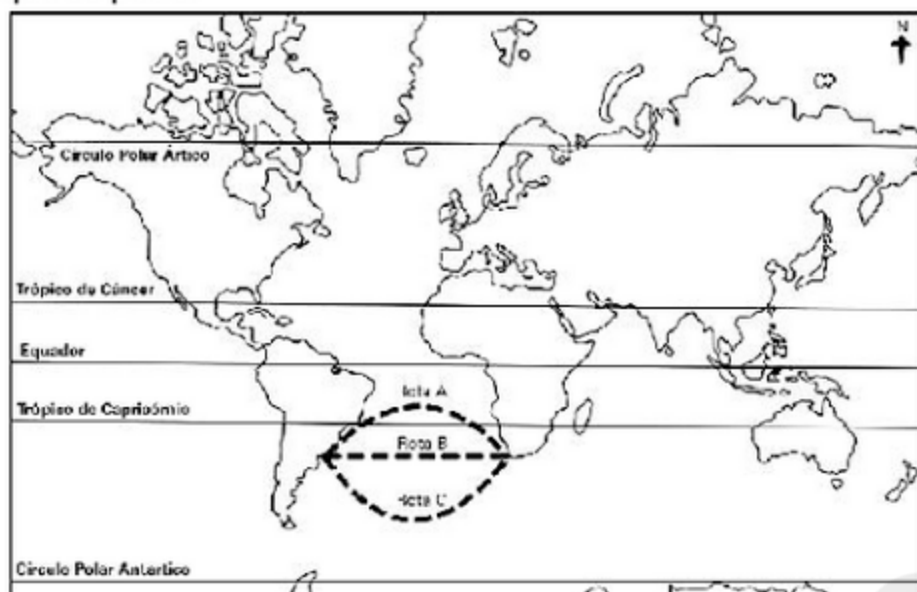 N
Círculo Polar Ártico
Trópico de Câncer
Equador
Rota A
Trópico de Capricórnio
Rota B
Rota C
Círculo Polar Antártico